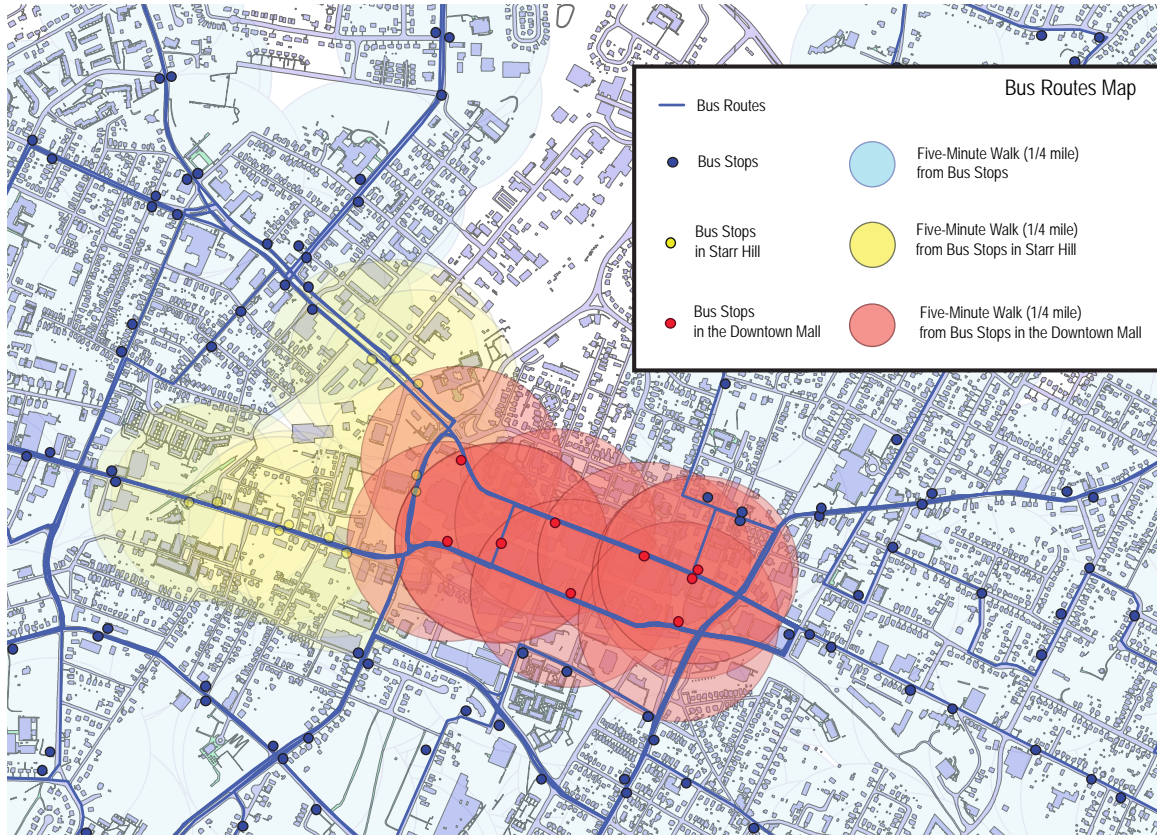 Bus Routes Map
Bus Routes
Bus Stops
Five-Minute Walk (1/4 mile)
from Bus Stops
Bus Stops
in Starr Hill
Five-Minute Walk (1/4 mile)
from Bus Stops in Starr Hill
Bus Stops
in the Downtown Mall
Five-Minute Walk (1/4 mile)
from Bus Stops in the Downtown Mall